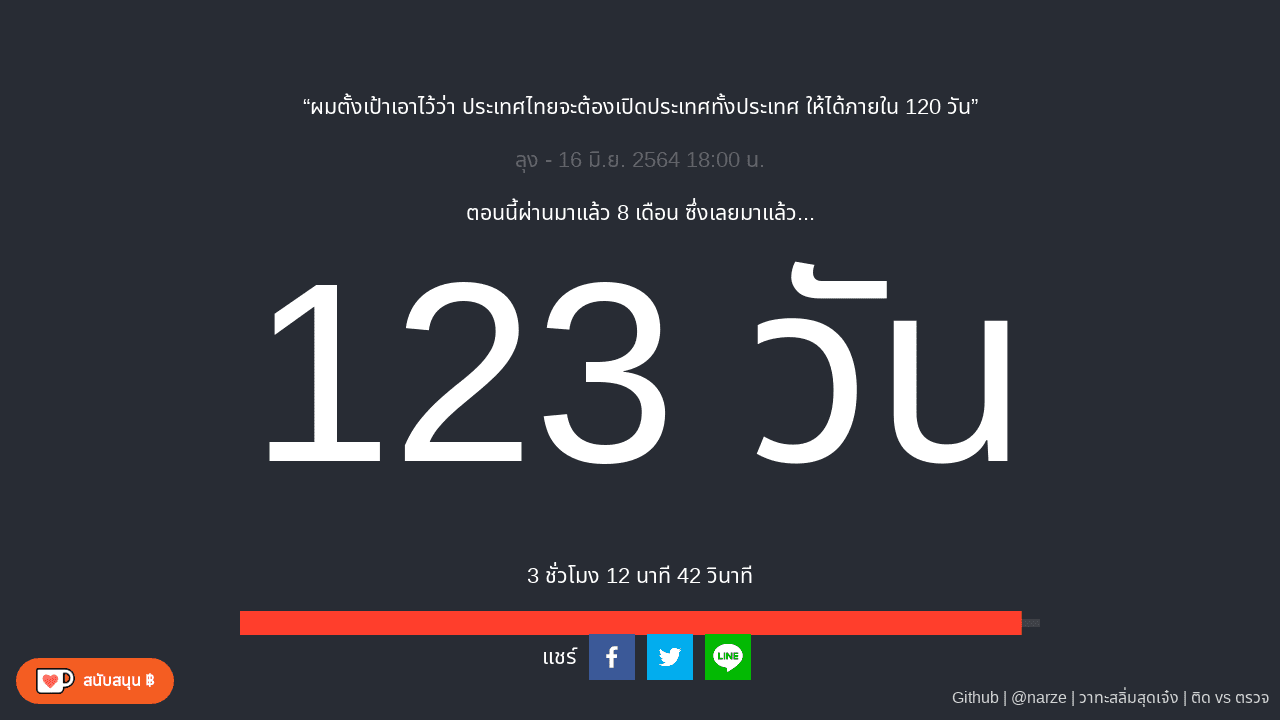 “ผมตั้งเป้าเอาไว้ว่า ประเทศไทยจะต้องเปิดประเทศทั้งประเทศ ให้ได้ภายใน 120 วัน”
ลุง - 16 มิ.ย. 2564 18:00 น.
ตอนนี้ผ่านมาแล้ว 8 เดือน ซึ่งเลยมาแล้ว...
123 วัน
3 ชั่วโมง 12 นาที 42 วินาที
แชร์
LINE
สนับสนุน ฿
Github | @narze | วาทะสลิ่มสุดเจ๋ง | ติด vs ตรวจ